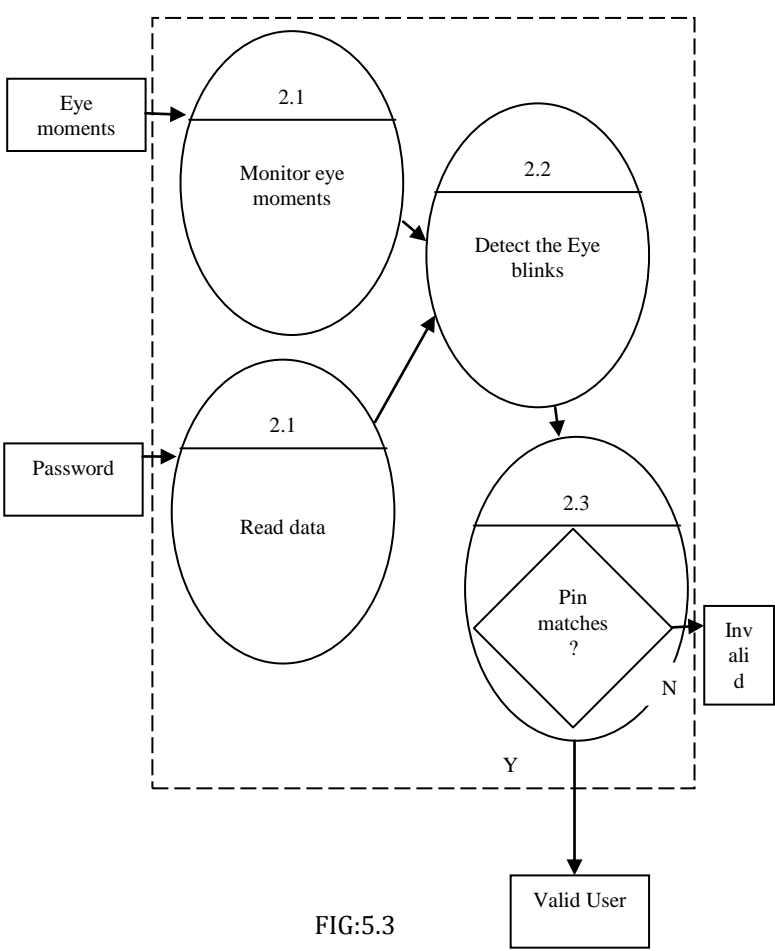 Eye
moments
2.1
Monitor eye
moments
2.2
Detect the Eye
blinks
Password
2.1
Read data
2.3
Pin
matches
?
N
Inv
ali
d
Y
Valid User
FIG:5.3